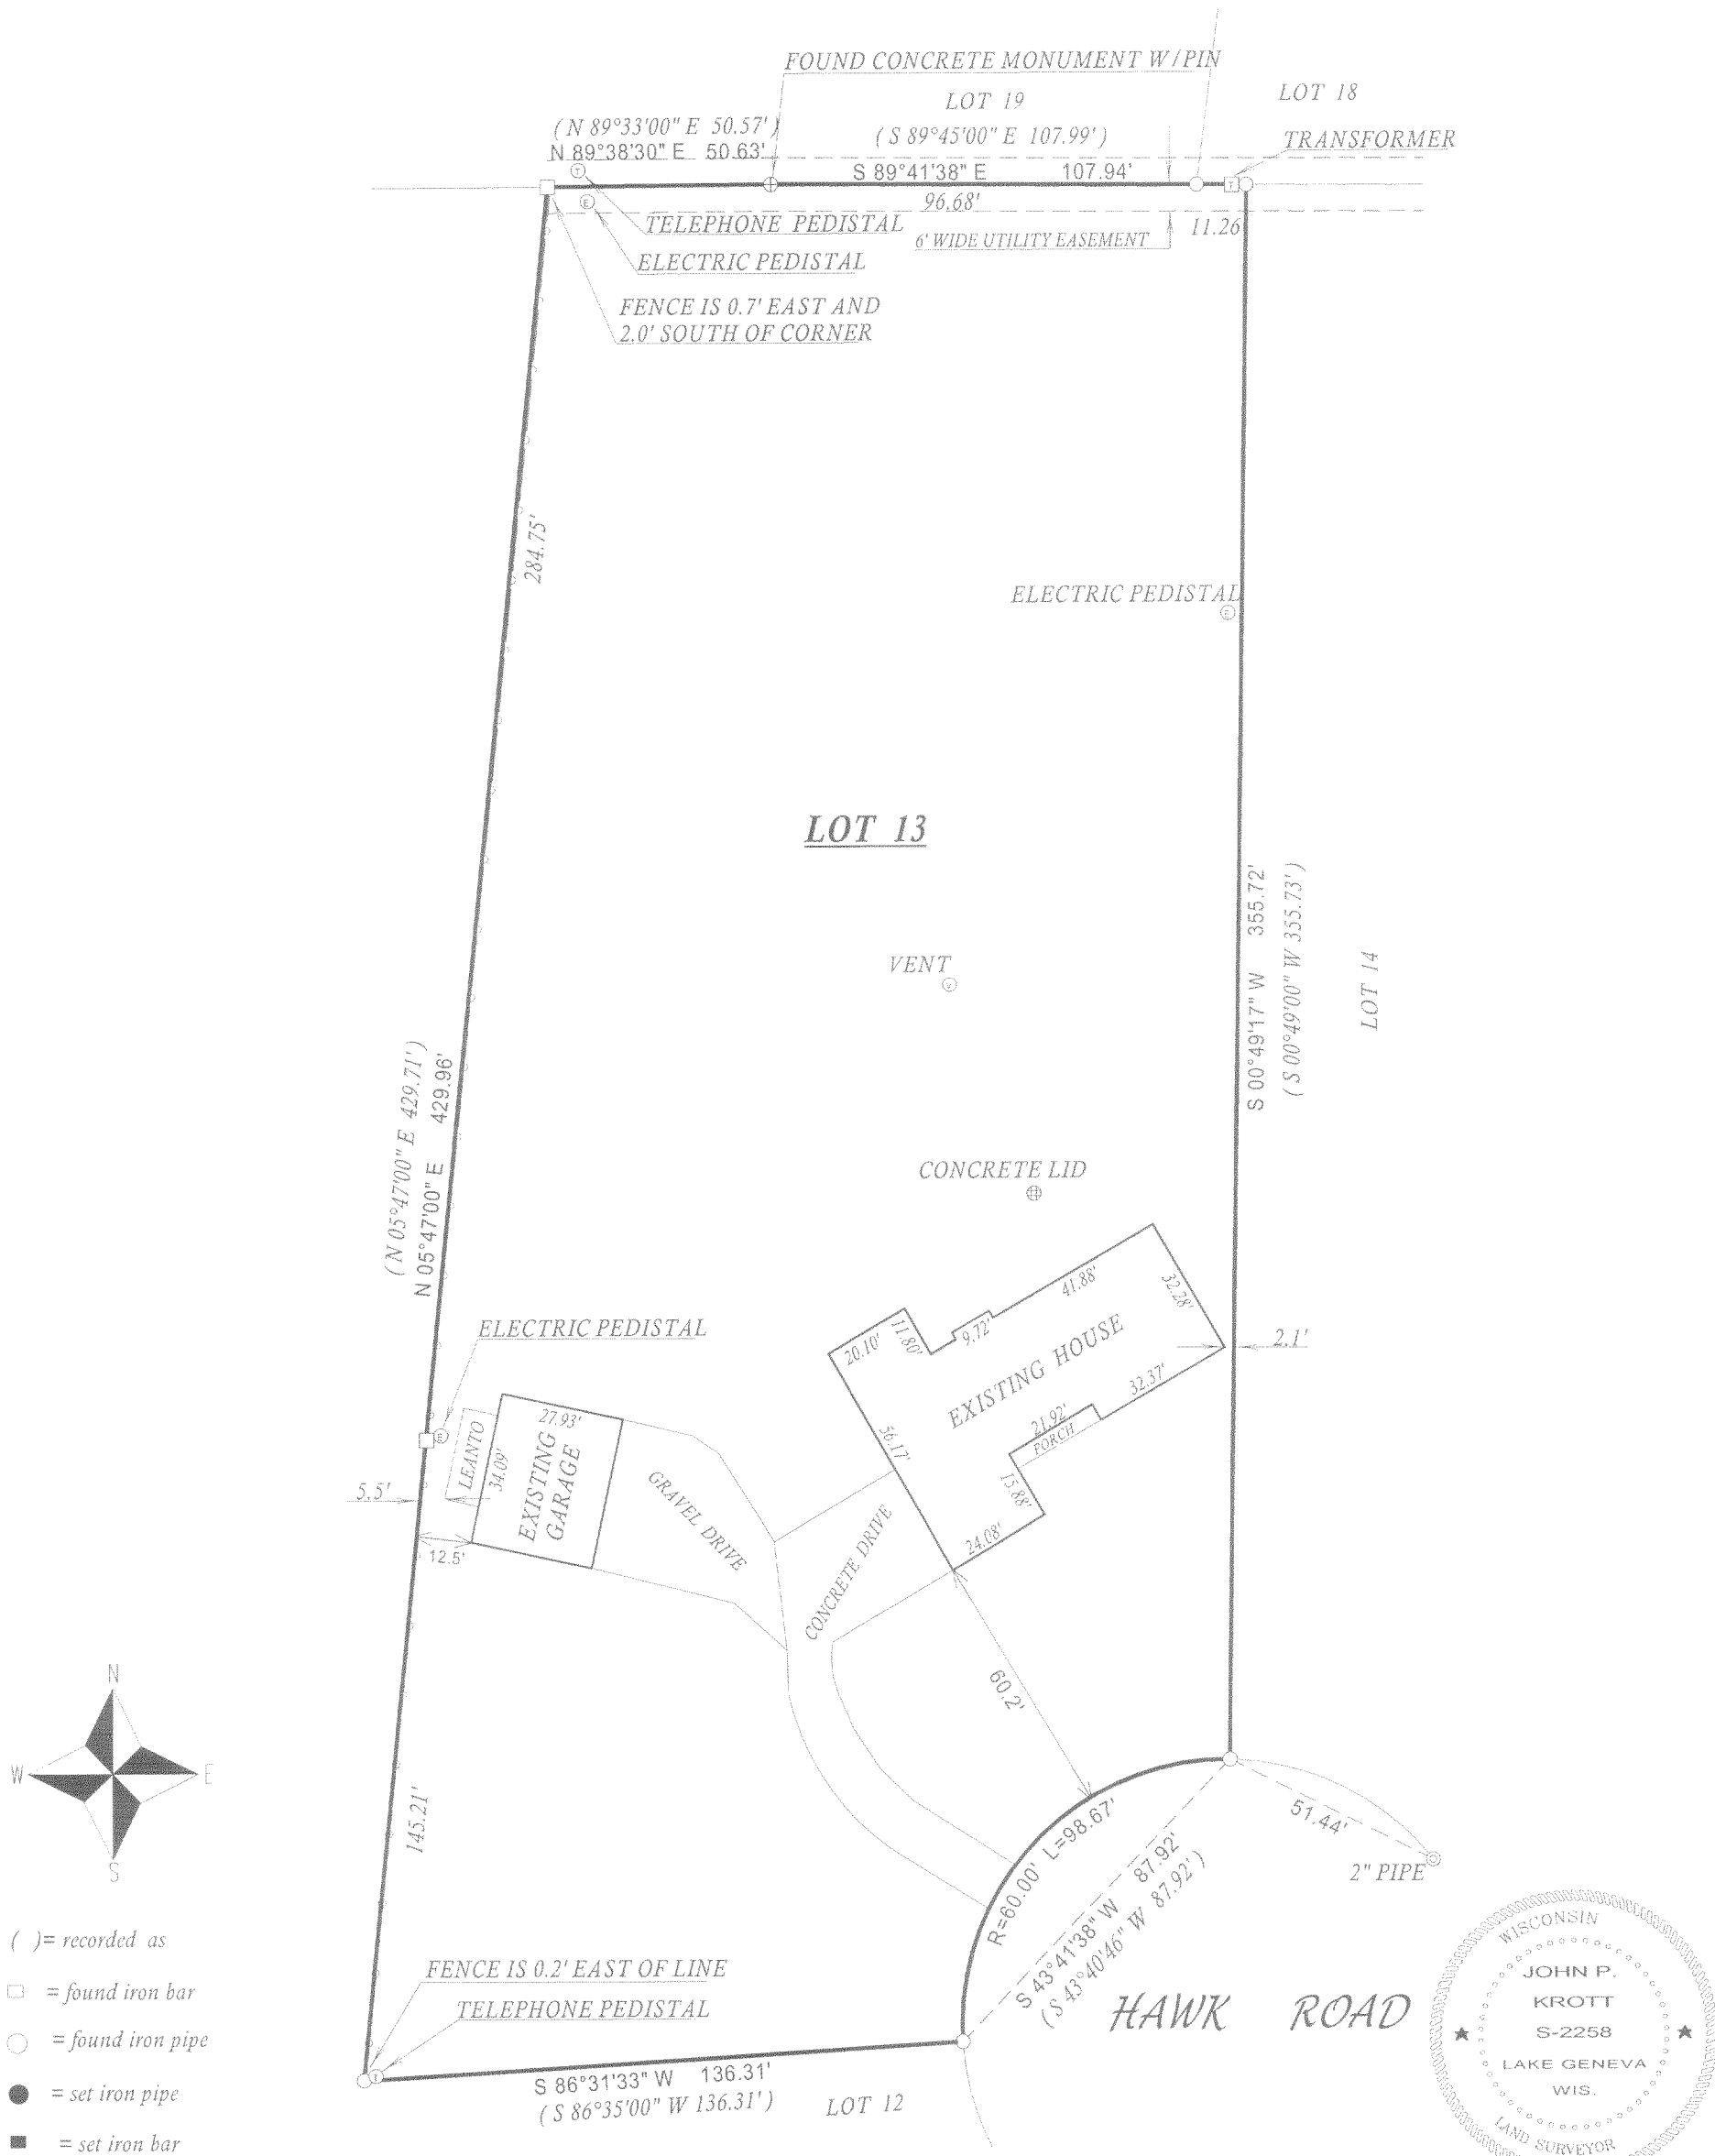 FOUND CONCRETE MONUMENT W/PIN
LOT 19
LOT 18
( N 89°33'00" E 50.57' )
( S 89°45'00" E 107.99' )
TRANSFORMER
N 89°38'30" E 50.63'
S 89°41'38" E 107.94'
T
T
96.68'
E
TELEPHONE PEDISTAL
6' WIDE UTILITY EASEMENT
11.26
ELECTRIC PEDISTAL
FENCE IS 0.7' EAST AND
2.0' SOUTH OF CORNER
284.75'
ELECTRIC PEDISTAL
E
LOT 13
S 00°49'17" W 355.72'
( S 00°49'00" W 355.73' )
LOT 14
VENT
V
( N 05°47'00" E 429.71' )
N 05°47'00" E 429.96'
CONCRETE LID
41.88'
32.28'
ELECTRIC PEDISTAL
20.10'
11.80'
9.72'
EXISTING HOUSE
2.1'
32.37'
27.93'
E
LEANTO
34.09'
EXISTING
GARAGE
56.17'
21.92'
PORCH
15.88'
5.5'
GRAVEL DRIVE
CONCRETE DRIVE
24.08'
12.5'
60.2'
N
W
E
S
145.21'
R=60.00' L=98.67'
51.44'
2" PIPE
S 43°41'38" W 87.92'
( S 43°40'46" W 87.92' )
( )= recorded as
= found iron bar
= found iron pipe
= set iron pipe
= set iron bar
FENCE IS 0.2' EAST OF LINE
TELEPHONE PEDISTAL
T
HAWK ROAD
S 86°31'33" W 136.31'
( S 86°35'00" W 136.31' )
LOT 12
WISCONSIN
JOHN P.
KROTT
S-2258
LAKE GENEVA
WIS.
LAND SURVEYOR